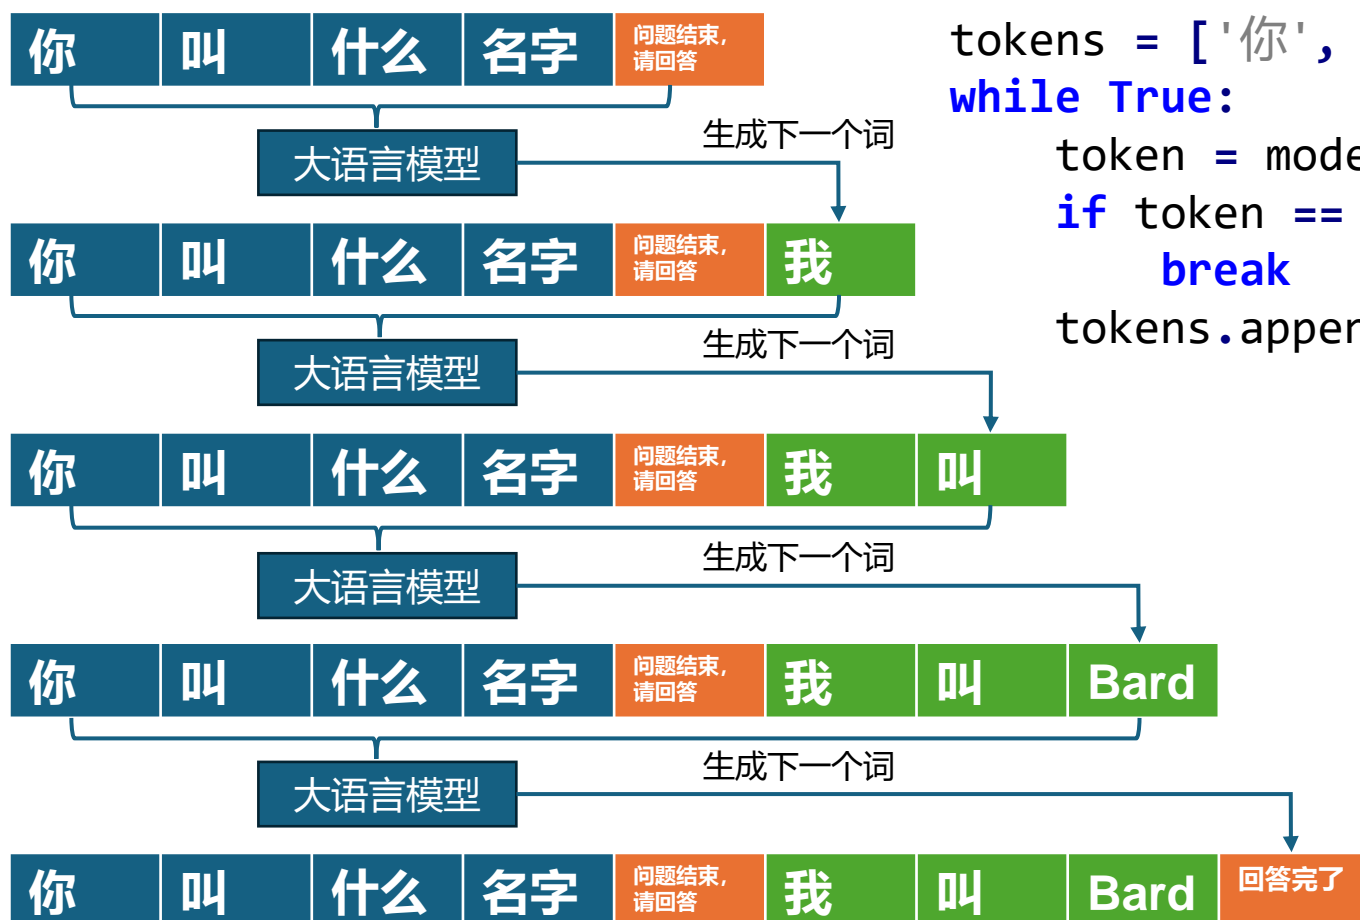 你 叫 什么 名字 问题结束,
请回答
tokens = ['你',
while True:
生成下一个词
大语言模型
token = mode
if token ==
break
tokens.appen
你 叫 什么 名字 问题结束,
请回答
我
生成下一个词
大语言模型
你 叫 什么 名字 问题结束,
请回答
我 叫
生成下一个词
大语言模型
你 叫 什么 名字 问题结束,
请回答
我 叫 Bard
生成下一个词
大语言模型
你 叫 什么 名字 问题结束,
请回答
我 叫 Bard 回答完了